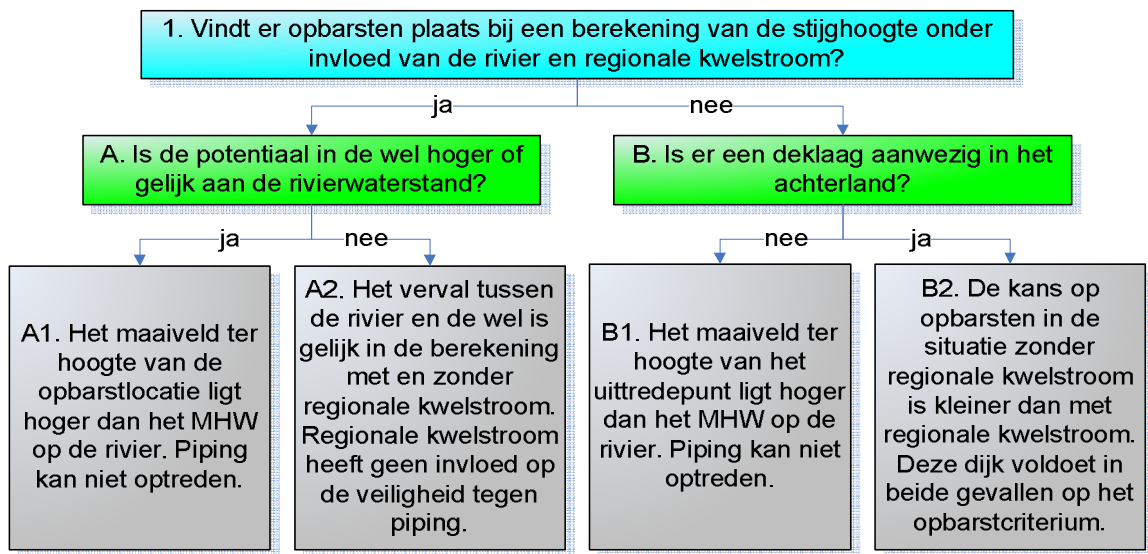 1. Vindt er opbarsten plaats bij een berekening van de stijghoogte onder
invloed van de rivier en regionale kwelstroom?
ja
nee
A. Is de potentiaal in de wel hoger of
gelijk aan de rivierwaterstand?
B. Is er een deklaag aanwezig in het
achterland?
ja
nee
nee
ja
A1. Het maaiveld ter
hoogte van de
opbarstlocatie ligt
hoger dan het MHW
op de rivier. Piping
kan niet optreden.
A2. Het verval tussen
de rivier en de wel is
gelijk in de berekening
met en zonder
regionale kwelstroom.
Regionale kwelstroom
heeft geen invloed op
de veiligheid tegen
piping.
B1. Het maaiveld ter
hoogte van het
uittredepunt ligt hoger
dan het MHW op de
rivier. Piping kan niet
optreden.
B2. De kans op
opbarsten in de
situatie zonder
regionale kwelstroom
is kleiner dan met
regionale kwelstroom.
Deze dijk voldoet in
beide gevallen op het
opbarstcriterium.